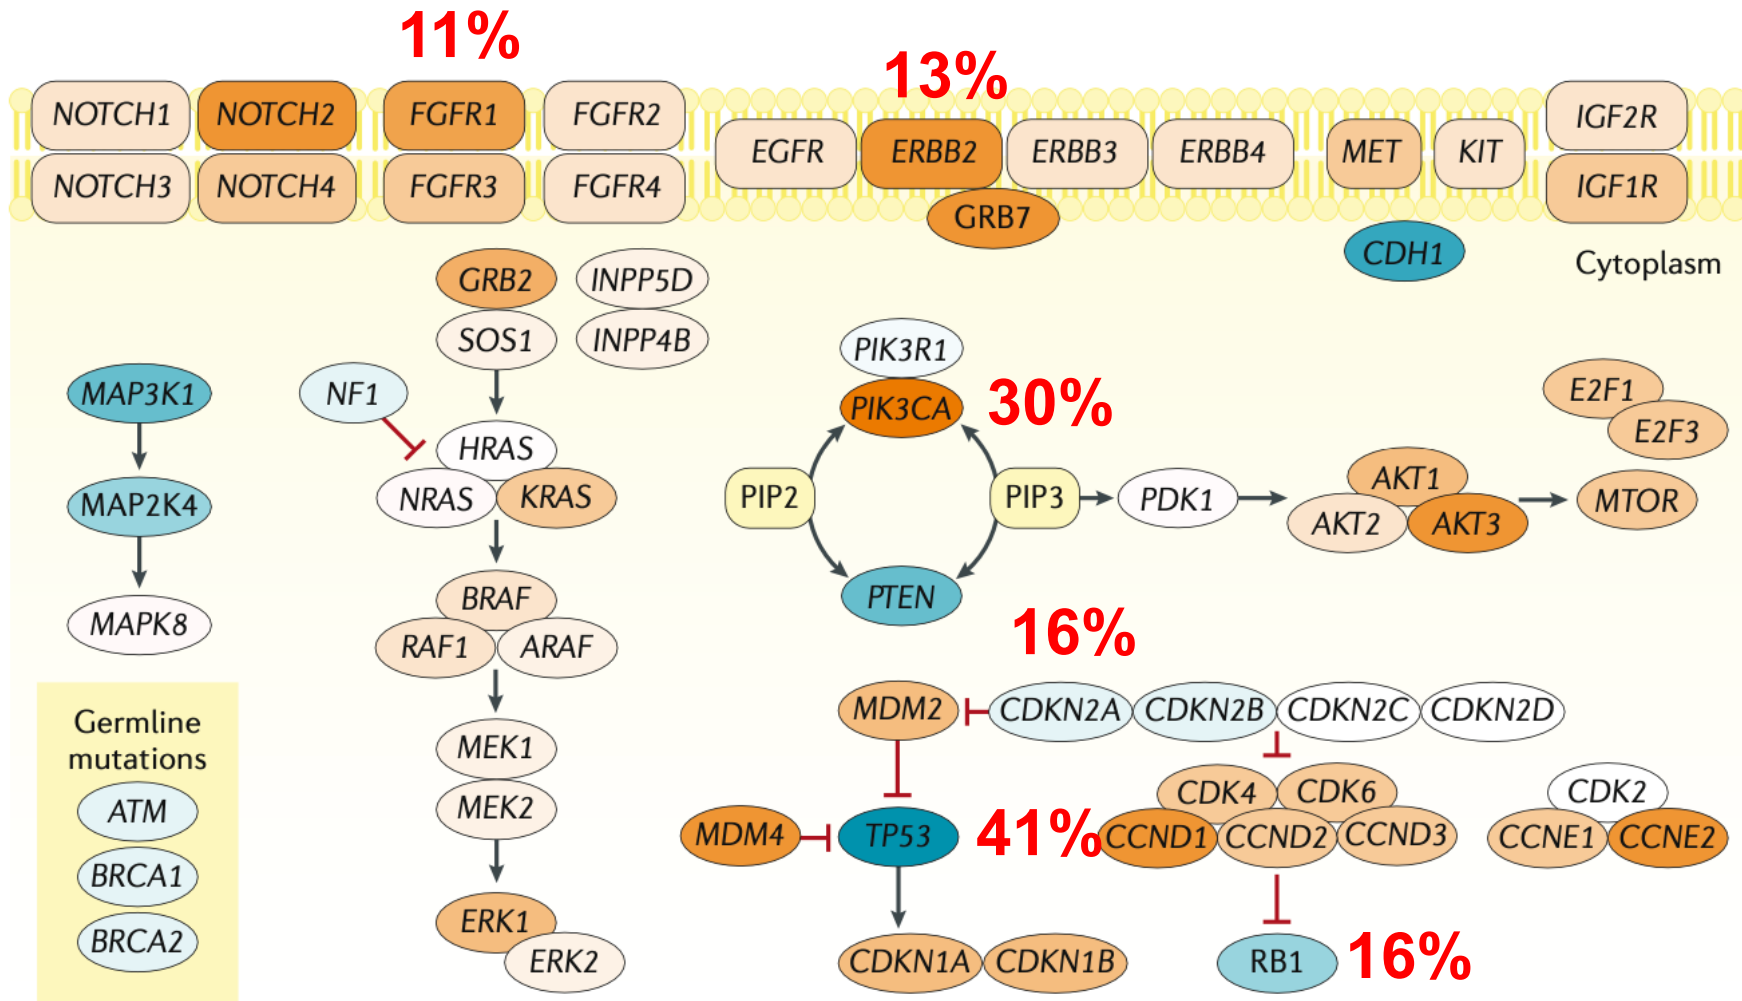 11%
13%
NOTCH1
NOTCH2
FGFR1
FGFR2
NOTCH3
NOTCH4
FGFR3
FGFR4
EGFR
ERBB2
ERBB3
ERBB4
MET
KIT
IGF2R
IGF1R
GRB7
CDH1
Cytoplasm
GRB2
INPP5D
SOS1
INPP4B
MAP3K1
NF1
HRAS
NRAS
KRAS
MAP2K4
MAPK8
BRAF
RAF1
ARAF
PIK3R1
PIK3CA
30%
PIP2
PIP3
PDK1
AKT1
AKT2
AKT3
MTOR
E2F1
E2F3
PTEN
16%
Germline
mutations
ATM
BRCA1
BRCA2
MEK1
MEK2
ERK1
ERK2
MDM2
CDKN2A
CDKN2B
CDKN2C
CDKN2D
MDM4
TP53
41%
CDK4
CDK6
CCND1
CCND2
CCND3
CDK2
CCNE1
CCNE2
CDKN1A
CDKN1B
RB1
16%